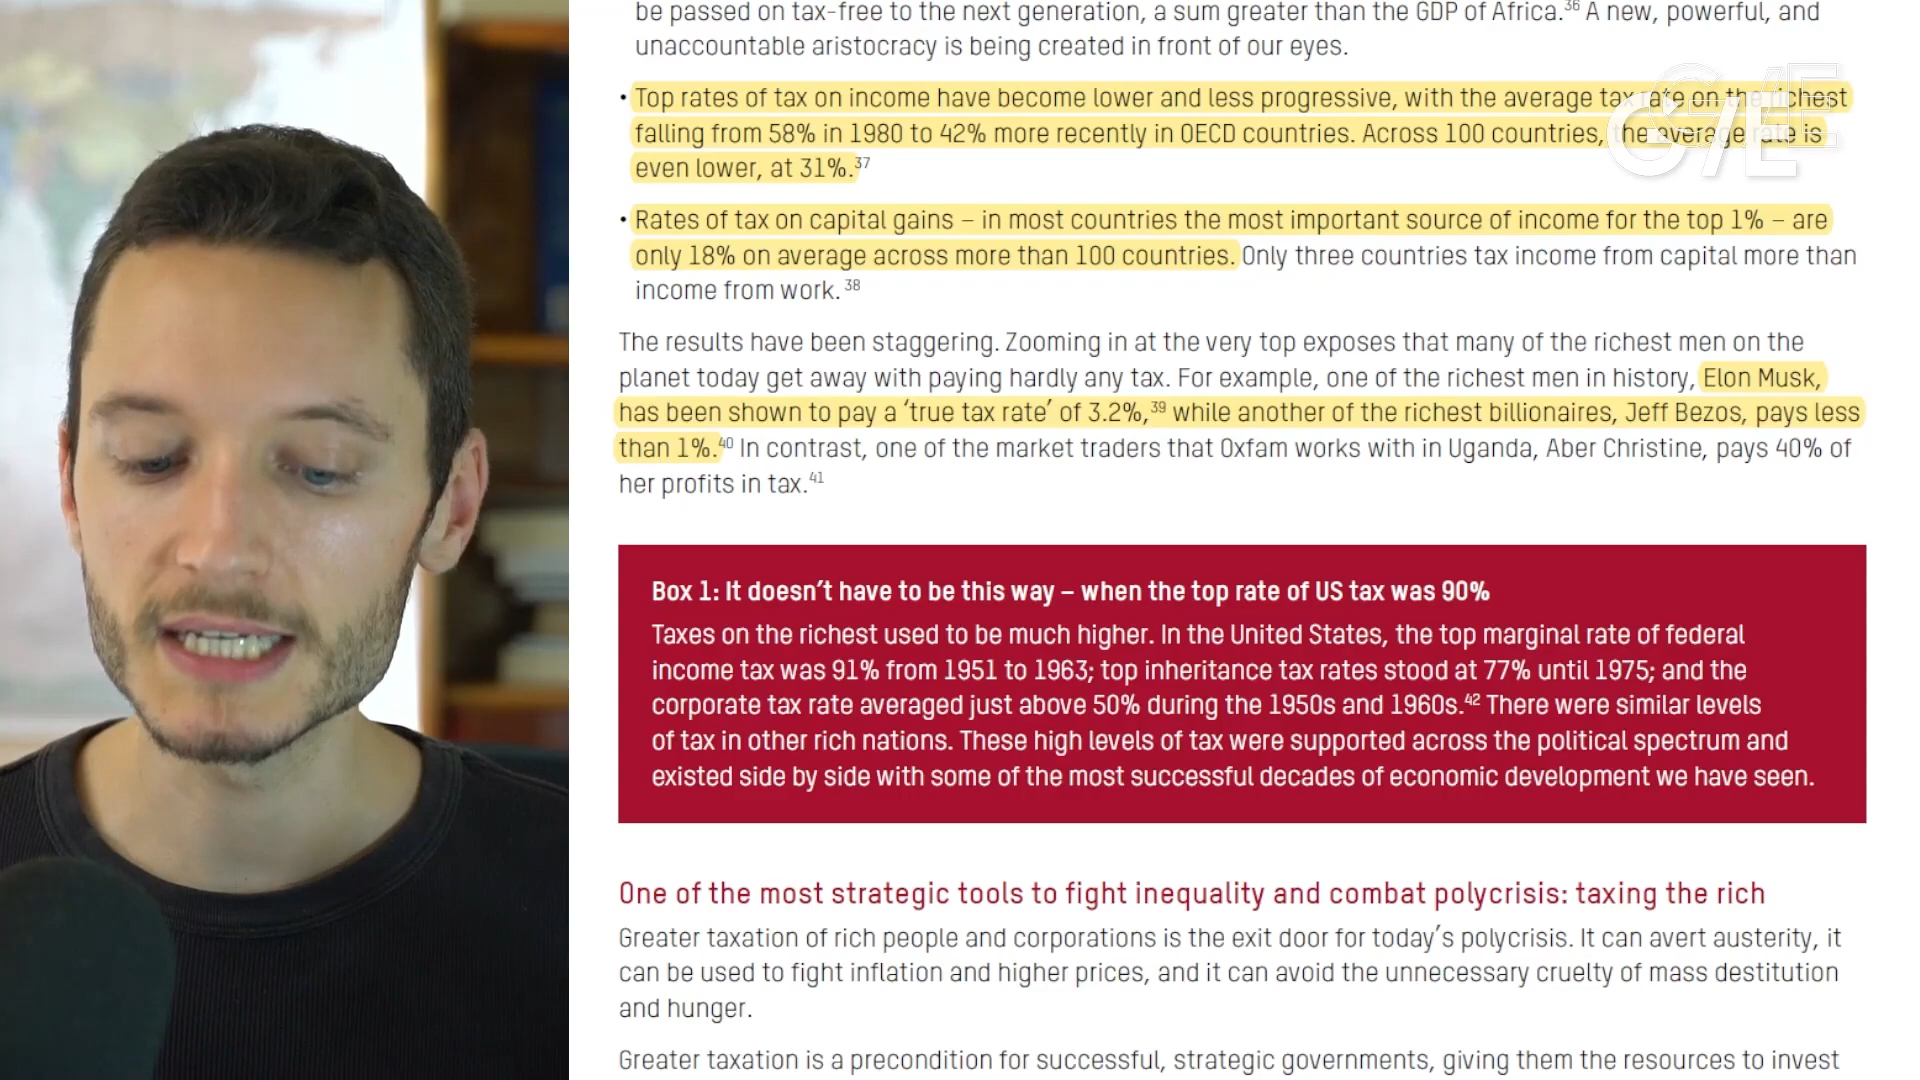 be passed on tax-free to the next generation, a sum greater than the GDP of Africa.36 A new, powerful, and
unaccountable aristocracy is being created in front of our eyes.
• Top rates of tax on income have become lower and less progressive, with the average tax rate on the richest
falling from 58% in 1980 to 42% more recently in OECD countries. Across 100 countries, the average rate is
even lower, at 31%.37
• Rates of tax on capital gains – in most countries the most important source of income for the top 1% – are
only 18% on average across more than 100 countries. Only three countries tax income from capital more than
income from work.38
The results have been staggering. Zooming in at the very top exposes that many of the richest men on the
planet today get away with paying hardly any tax. For example, one of the richest men in history, Elon Musk,
has been shown to pay a ‘true tax rate’ of 3.2%,39 while another of the richest billionaires, Jeff Bezos, pays less
than 1%.40 In contrast, one of the market traders that Oxfam works with in Uganda, Aber Christine, pays 40% of
her profits in tax.41
Box 1: It doesn’t have to be this way – when the top rate of US tax was 90%
Taxes on the richest used to be much higher. In the United States, the top marginal rate of federal
income tax was 91% from 1951 to 1963; top inheritance tax rates stood at 77% until 1975; and the
corporate tax rate averaged just above 50% during the 1950s and 1960s.42 There were similar levels
of tax in other rich nations. These high levels of tax were supported across the political spectrum and
existed side by side with some of the most successful decades of economic development we have seen.
One of the most strategic tools to fight inequality and combat polycrisis: taxing the rich
Greater taxation of rich people and corporations is the exit door for today’s polycrisis. It can avert austerity, it
can be used to fight inflation and higher prices, and it can avoid the unnecessary cruelty of mass destitution
and hunger.
Greater taxation is a precondition for successful, strategic governments, giving them the resources to invest